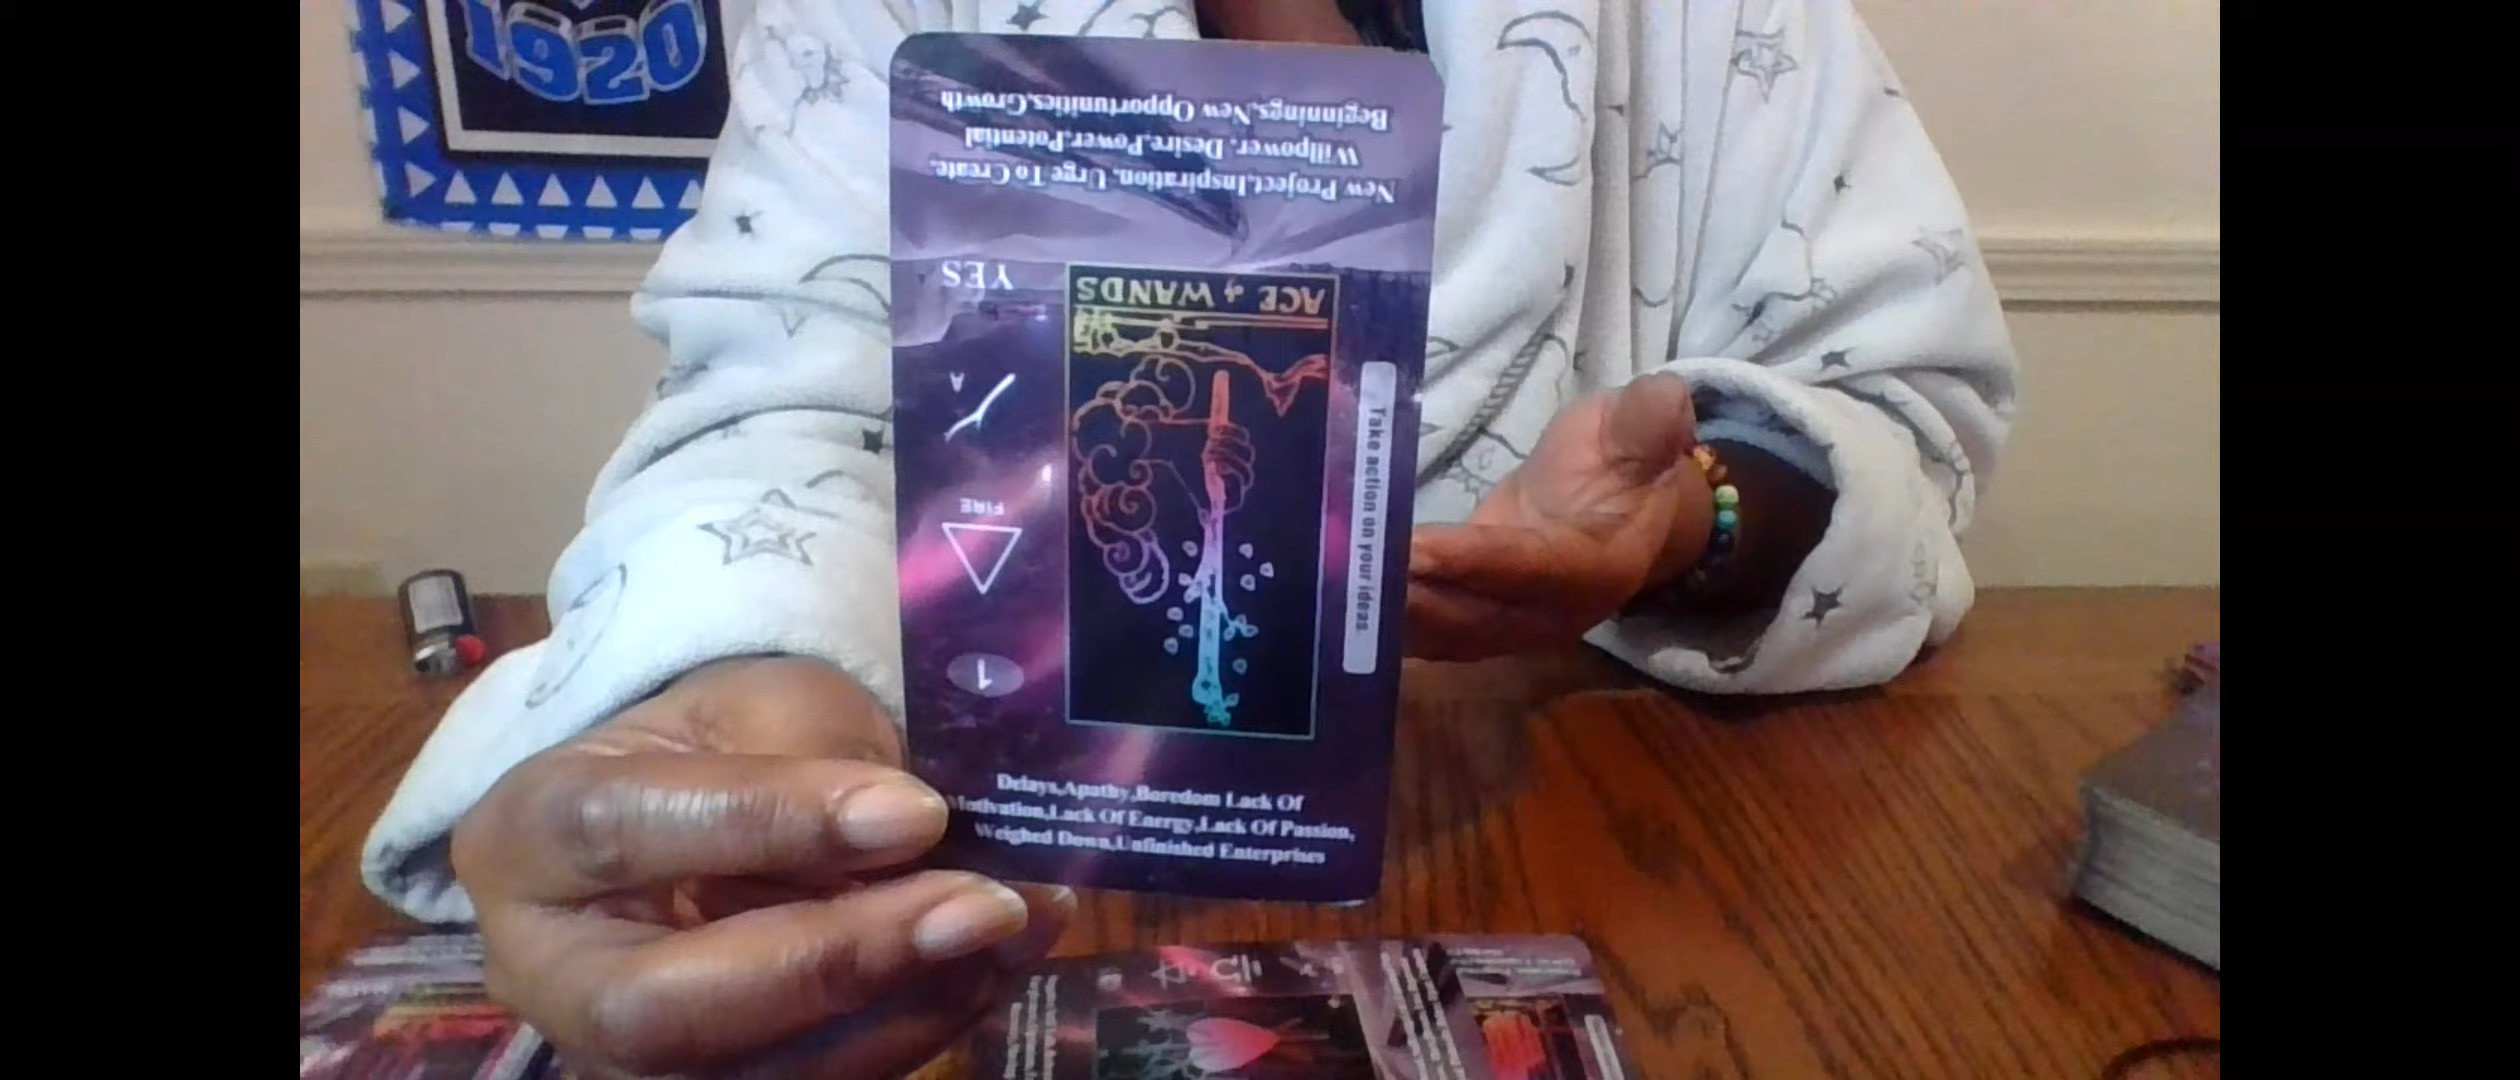 1920
Beginnings,New Opportunities,Growth
Willpower, Desire,Power,Potential
New Project,Inspiration, Urge To Create,
YES
ACE of WANDS
A
FIRE
1
Take action on your ideas.
Delays,Apathy,Boredom Lack Of
Motivation,Lack Of Energy,Lack Of Passion,
Weighed Down,Unfinished Enterprises